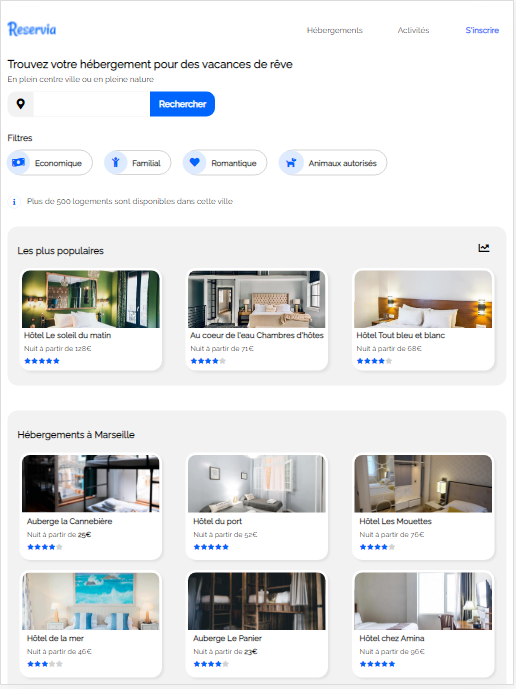 Reservia
Hébergements Activités S'inscrire
Trouvez votre hébergement pour des vacances de rêve
En plein centre ville ou en pleine nature
Rechercher
Filtres
Economique Familial Romantique Animaux autorisés
Plus de 500 logements sont disponibles dans cette ville
Les plus populaires
Hôtel Le soleil du matin
Nuit à partir de 128€
Au coeur de l'eau Chambres d'hôtes
Nuit à partir de 71€
Hôtel Tout bleu et blanc
Nuit à partir de 68€
Hébergements à Marseille
Auberge la Cannebière
Nuit à partir de 25€
Hôtel du port
Nuit à partir de 52€
Hôtel Les Mouettes
Nuit à partir de 76€
Hôtel de la mer
Nuit à partir de 46€
Auberge Le Panier
Nuit à partir de 23€
Hôtel chez Amina
Nuit à partir de 96€